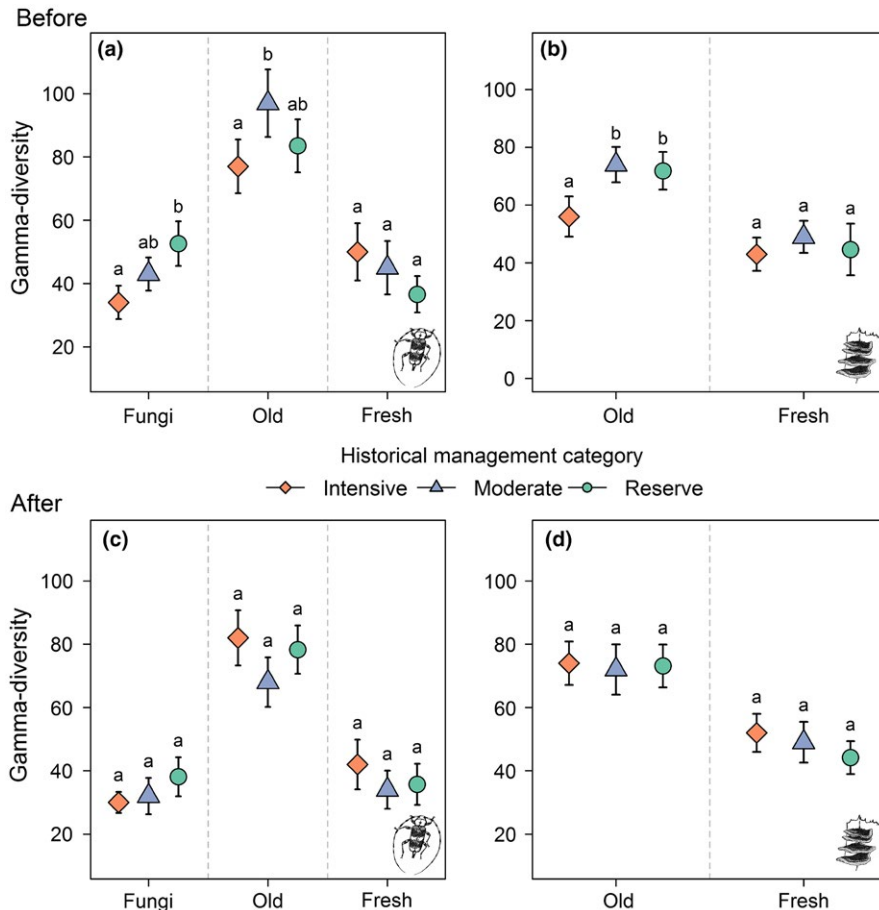 Before
(a)
(b)
Gamma-diversity
100
80
60
40
20
a
ab
b
a
b
ab
a
a
a
Fungi Old Fresh
100
80
60
40
20
0
a
b
b
a
a
a
Old Fresh
Historical management category
Intensive Moderate Reserve
After
(c)
(d)
Gamma-diversity
100
80
60
40
20
a
a
a
a
a
a
a
a
a
Fungi Old Fresh
100
80
60
40
20
a
a
a
a
a
a
Old Fresh